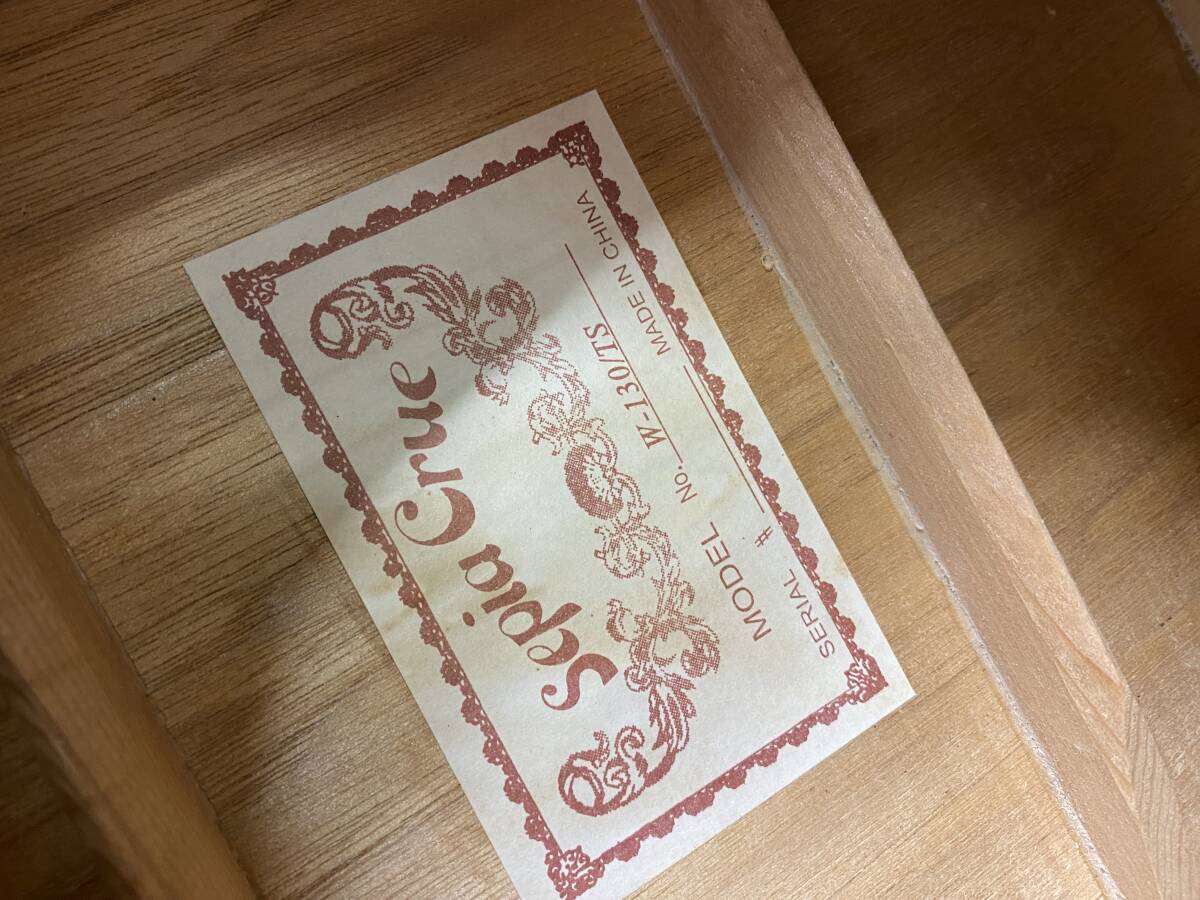 Sepia Crue
MODEL No. W-130/TS
SERIAL # MADE IN CHINA